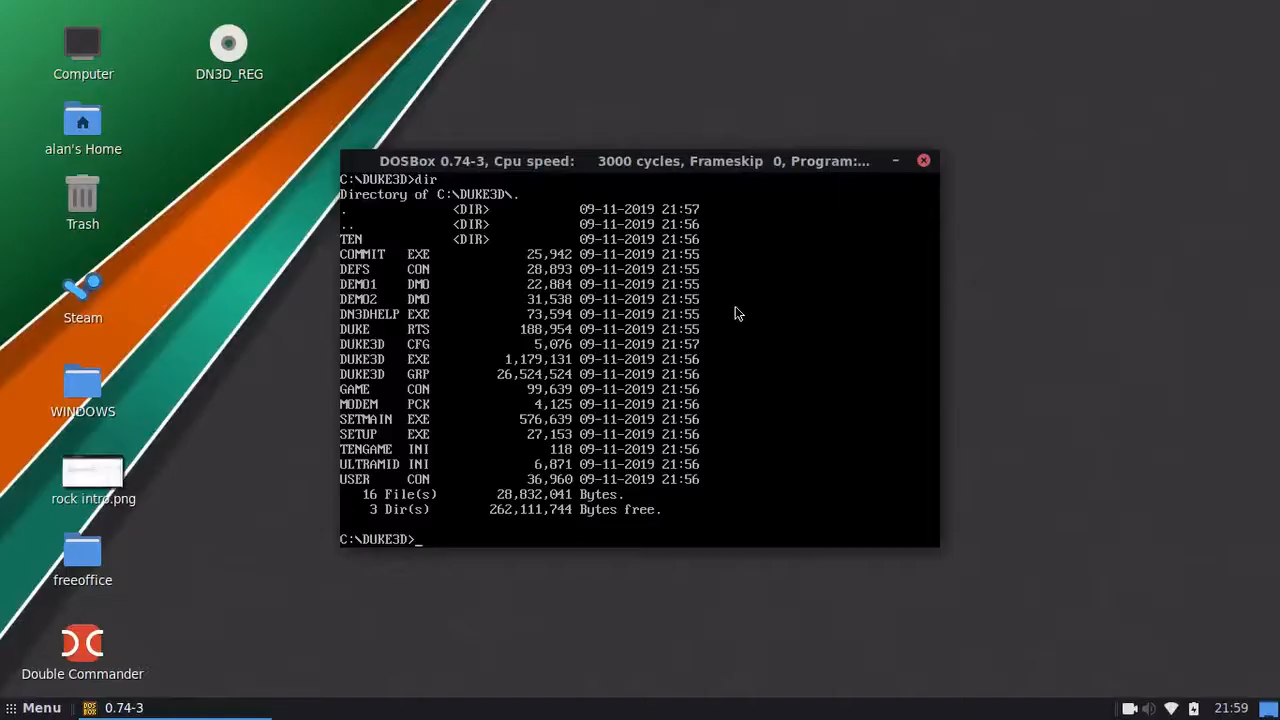 Computer
DN3D_REG
alan's Home
Trash
Steam
WINDOWS
rock intro.png
freeoffice
Double Commander
DOSBox 0.74-3, Cpu speed:    3000 cycles, Frameskip  0, Program:...
C:\DUKE3D>dir
Directory of C:\DUKE3D\.
.              <DIR>            09-11-2019 21:57
..             <DIR>            09-11-2019 21:56
TEN            <DIR>            09-11-2019 21:56
COMMIT   EXE             25,942 09-11-2019 21:55
DEFS     CON             28,893 09-11-2019 21:55
DEMO1    DMO             22,884 09-11-2019 21:55
DEMO2    DMO             31,538 09-11-2019 21:55
DN3DHELP EXE             73,594 09-11-2019 21:55
DUKE     RTS            188,954 09-11-2019 21:55
DUKE3D   CFG              5,076 09-11-2019 21:57
DUKE3D   EXE          1,179,131 09-11-2019 21:56
DUKE3D   GRP         26,524,524 09-11-2019 21:56
GAME     CON             99,639 09-11-2019 21:56
MODEM    PCK              4,125 09-11-2019 21:56
SETMAIN  EXE            576,639 09-11-2019 21:56
SETUP    EXE             27,153 09-11-2019 21:56
TENGAME  INI                118 09-11-2019 21:56
ULTRAMID INI              6,871 09-11-2019 21:56
USER     CON             36,960 09-11-2019 21:56
   16 File(s)        28,832,041 Bytes.
    3 Dir(s)        262,111,744 Bytes free.
C:\DUKE3D>_
Menu
DOS BOX
0.74-3
21:59